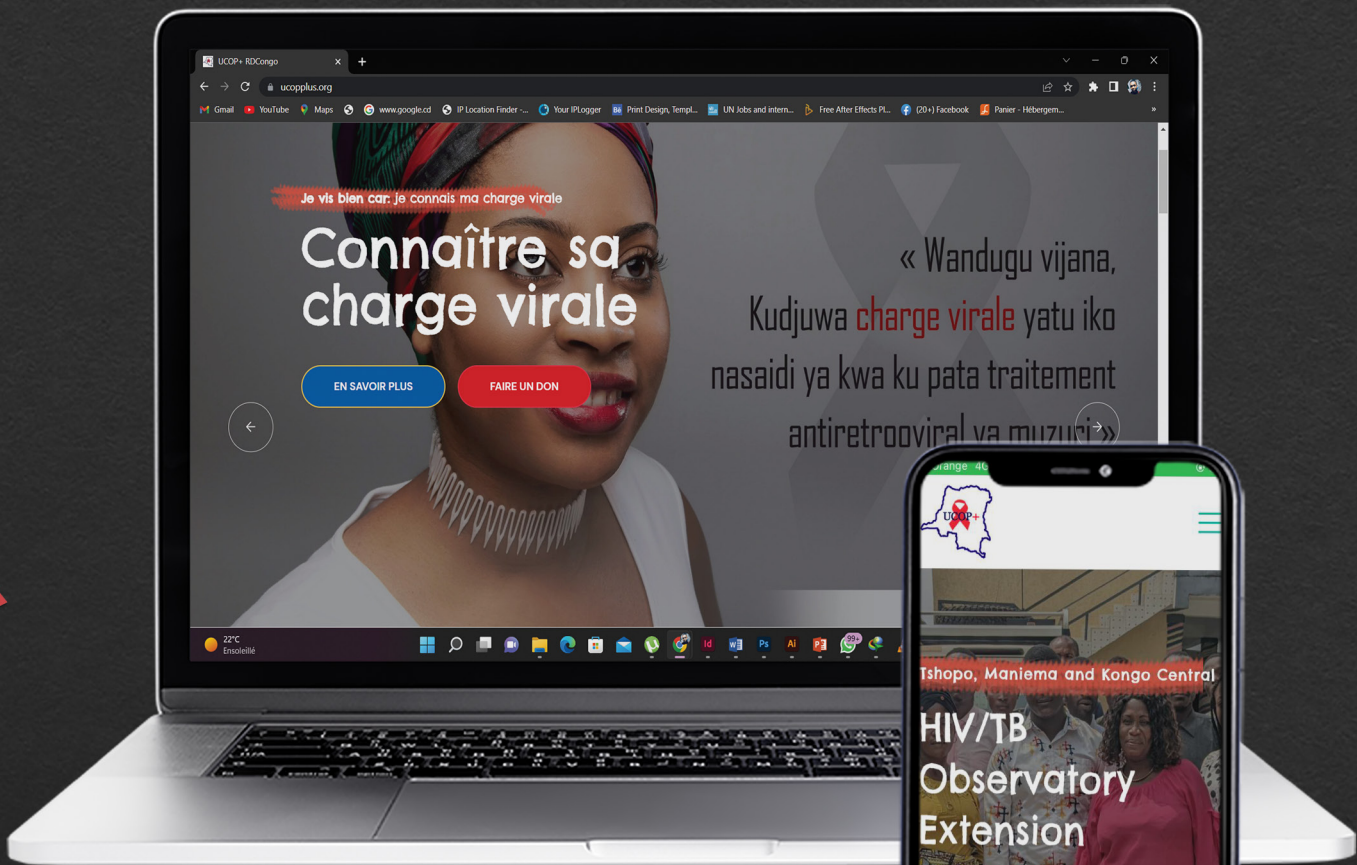 UCOP+ RDCongo
ucopplus.org
Gmail YouTube Maps www.google.cd IP Location Finder -... Your IPLogger Print Design, Templ... UN Jobs and intern... Free After Effects Pl... (20+) Facebook Panier - Hébergem... »
Je vis bien car: je connais ma charge virale
Connaître sa
charge virale
EN SAVOIR PLUS
FAIRE UN DON
« Wandugu vijana,
Kudjuwa charge virale yatu iko
nasaidi ya kwa ku pata traitement
antiretrooviral ya muzuri »
22°C
Ensoleillé
99+
Orange 4G
UCOP+
Tshopo, Maniema and Kongo Central
HIV/TB
Observatory
Extension